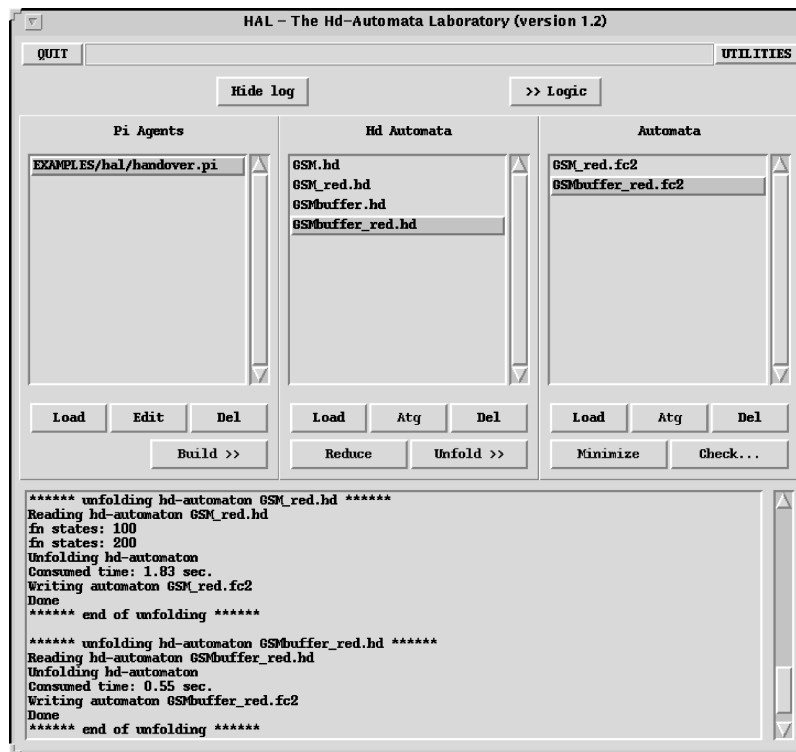 HAL – The Hd-Automata Laboratory (version 1.2)
QUIT
UTILITIES
Hide log
>> Logic
Pi Agents
Hd Automata
Automata
EXAMPLES/hal/handover.pi
GSM.hd
GSM_red.hd
GSMbuffer.hd
GSMbuffer_red.hd
GSM_red.fc2
GSMbuffer_red.fc2
Load Edit Del
Load Atg Del
Load Atg Del
Build >>
Reduce Unfold >>
Minimize Check...
****** unfolding hd-automaton GSM_red.hd ******
Reading hd-automaton GSM_red.hd
fn states: 100
fn states: 200
Unfolding hd-automaton
Consumed time: 1.83 sec.
Writing automaton GSM_red.fc2
Done
****** end of unfolding ******
****** unfolding hd-automaton GSMbuffer_red.hd ******
Reading hd-automaton GSMbuffer_red.hd
Unfolding hd-automaton
Consumed time: 0.55 sec.
Writing automaton GSMbuffer_red.fc2
Done
****** end of unfolding ******